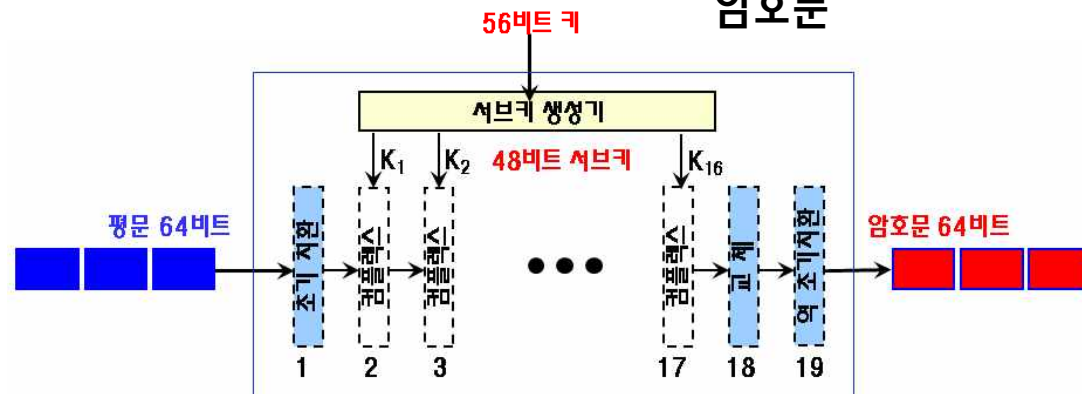 암호문
56비트 키
서브키 생성기
K1 K2 48비트 서브키 K16
평문 64비트
암호문 64비트
초기 치환
컴플렉스
컴플렉스
컴플렉스
교 체
역 초기치환
1 2 3 17 18 19